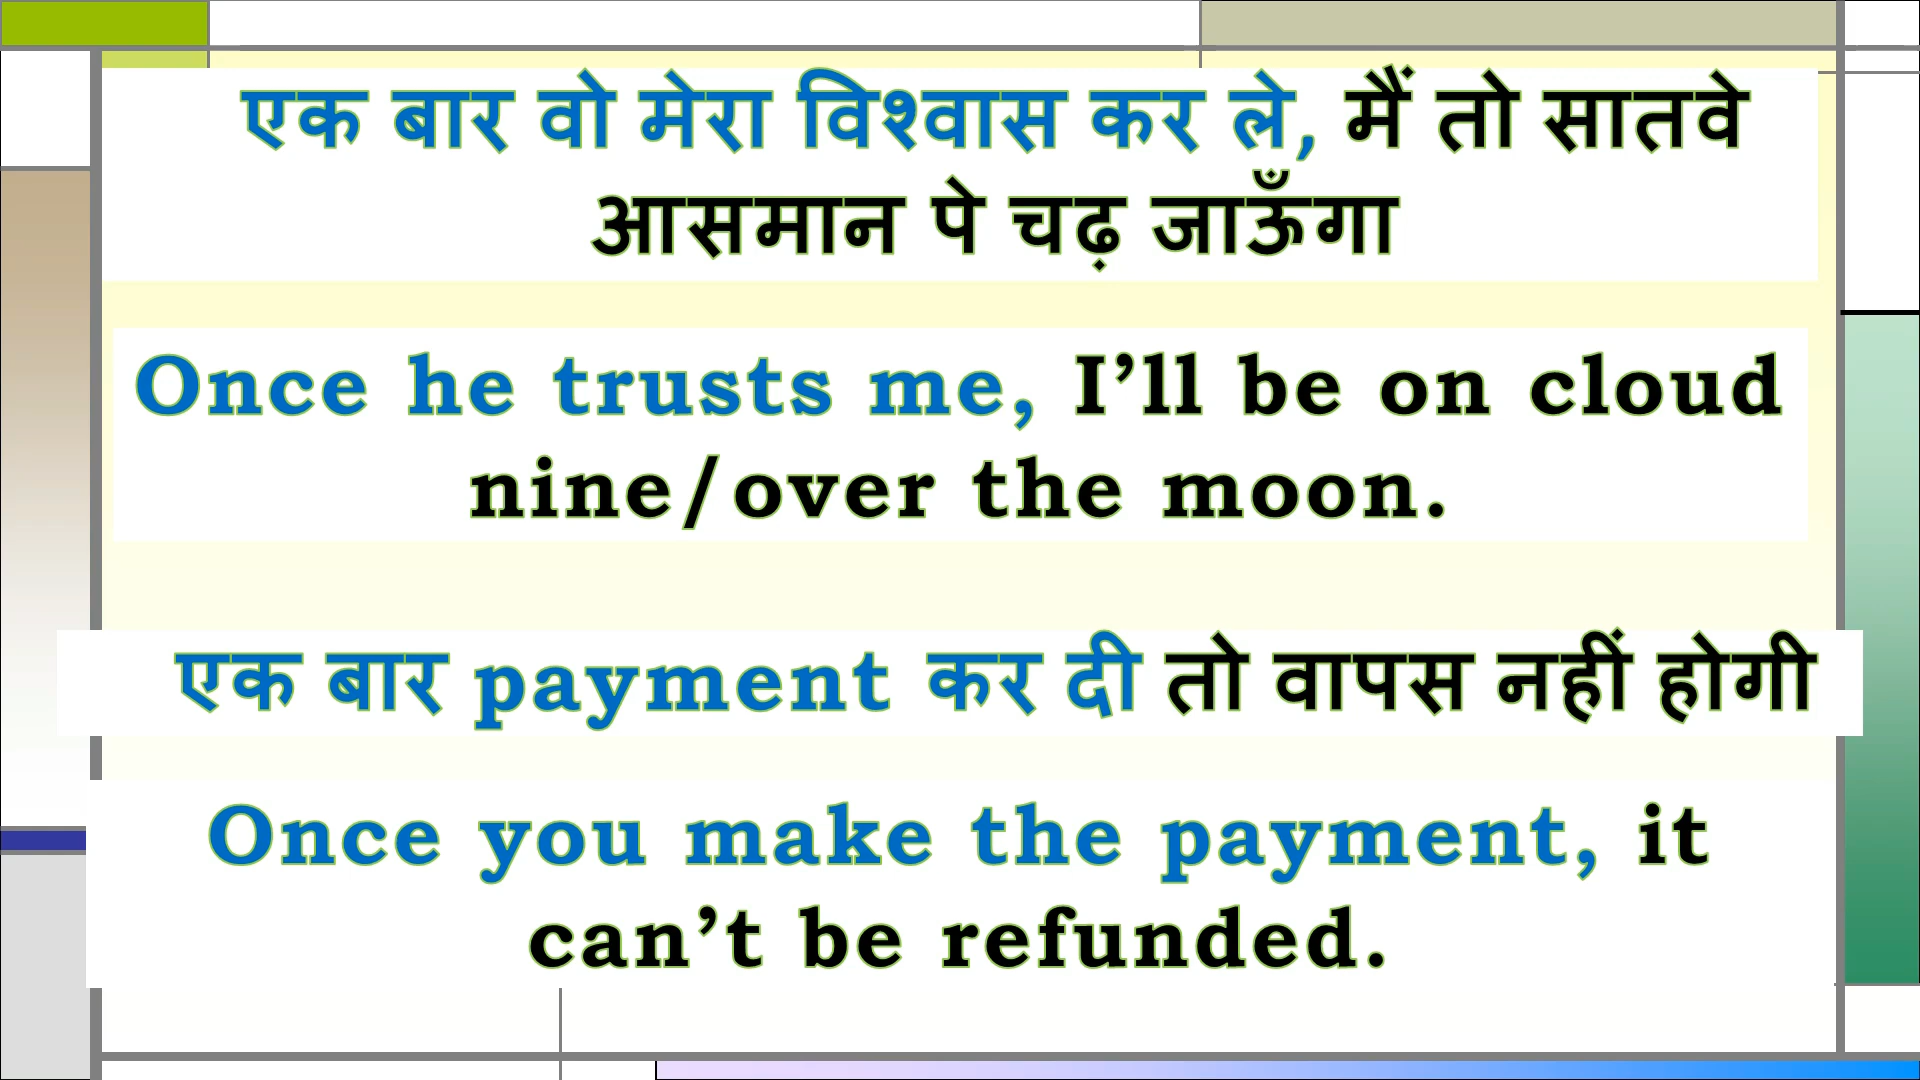 एक बार वो मेरा विश्वास कर ले, मैं तो सातवे
आसमान पे चढ़ जाऊँगा
Once he trusts me, I’ll be on cloud
nine/over the moon.
एक बार payment कर दी तो वापस नहीं होगी
Once you make the payment, it
can’t be refunded.